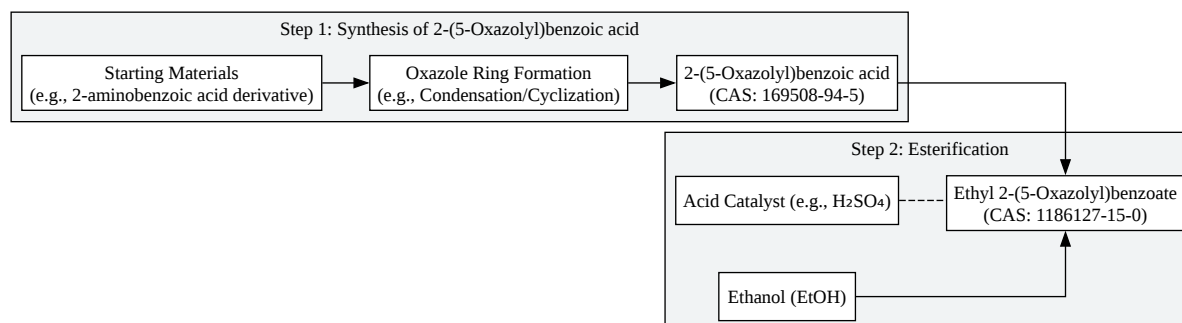 Step 1: Synthesis of 2-(5-Oxazolyl)benzoic acid
Starting Materials
(e.g., 2-aminobenzoic acid derivative)
Oxazole Ring Formation
(e.g., Condensation/Cyclization)
2-(5-Oxazolyl)benzoic acid
(CAS: 169508-94-5)
Step 2: Esterification
Acid Catalyst (e.g., H₂SO₄)
Ethyl 2-(5-Oxazolyl)benzoate
(CAS: 1186127-15-0)
Ethanol (EtOH)